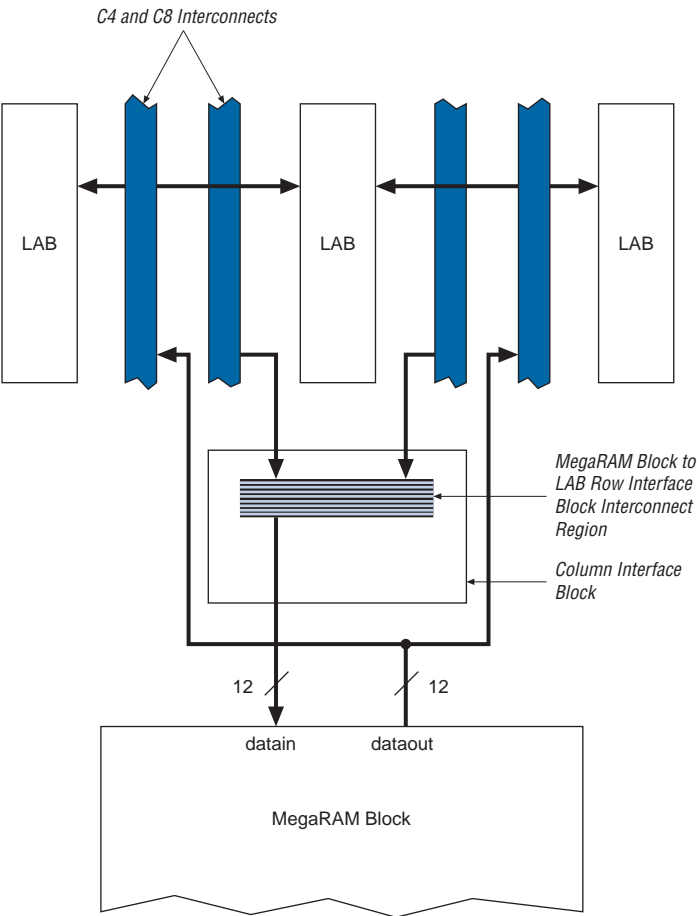 C4 and C8 Interconnects
LAB
LAB
LAB
MegaRAM Block to
LAB Row Interface
Block Interconnect
Region
Column Interface
Block
12
12
datain
dataout
MegaRAM Block